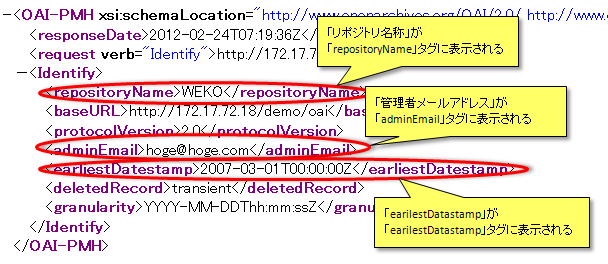 －<OAI-PMH xsi:schemaLocation="http://www.openarchives.org/OAI/2.0/ http://www.o
<responseDate>2012-02-24T07:19:36Z</
<request verb="Identify">http://172.17.7
－<Identify>
<repositoryName>WEKO</repositoryName>
<baseURL>http://172.17.72.18/demo/oai</bas
<protocolVersion>2.0</protocolVersion>
<adminEmail>hoge@hoge.com</adminEmail>
<earliestDatestamp>2007-03-01T00:00:00Z</earliestDatestamp>
<deletedRecord>transient</deletedRecord>
<granularity>YYYY-MM-DDThh:mm:ssZ</granu
</Identify>
</OAI-PMH>
「リポジトリ名称」が
「repositoryName」タグに表示される
「管理者メールアドレス」が
「adminEmail」タグに表示される
「earilestDatastamp」が
「earilestDatastamp」タグに表示される